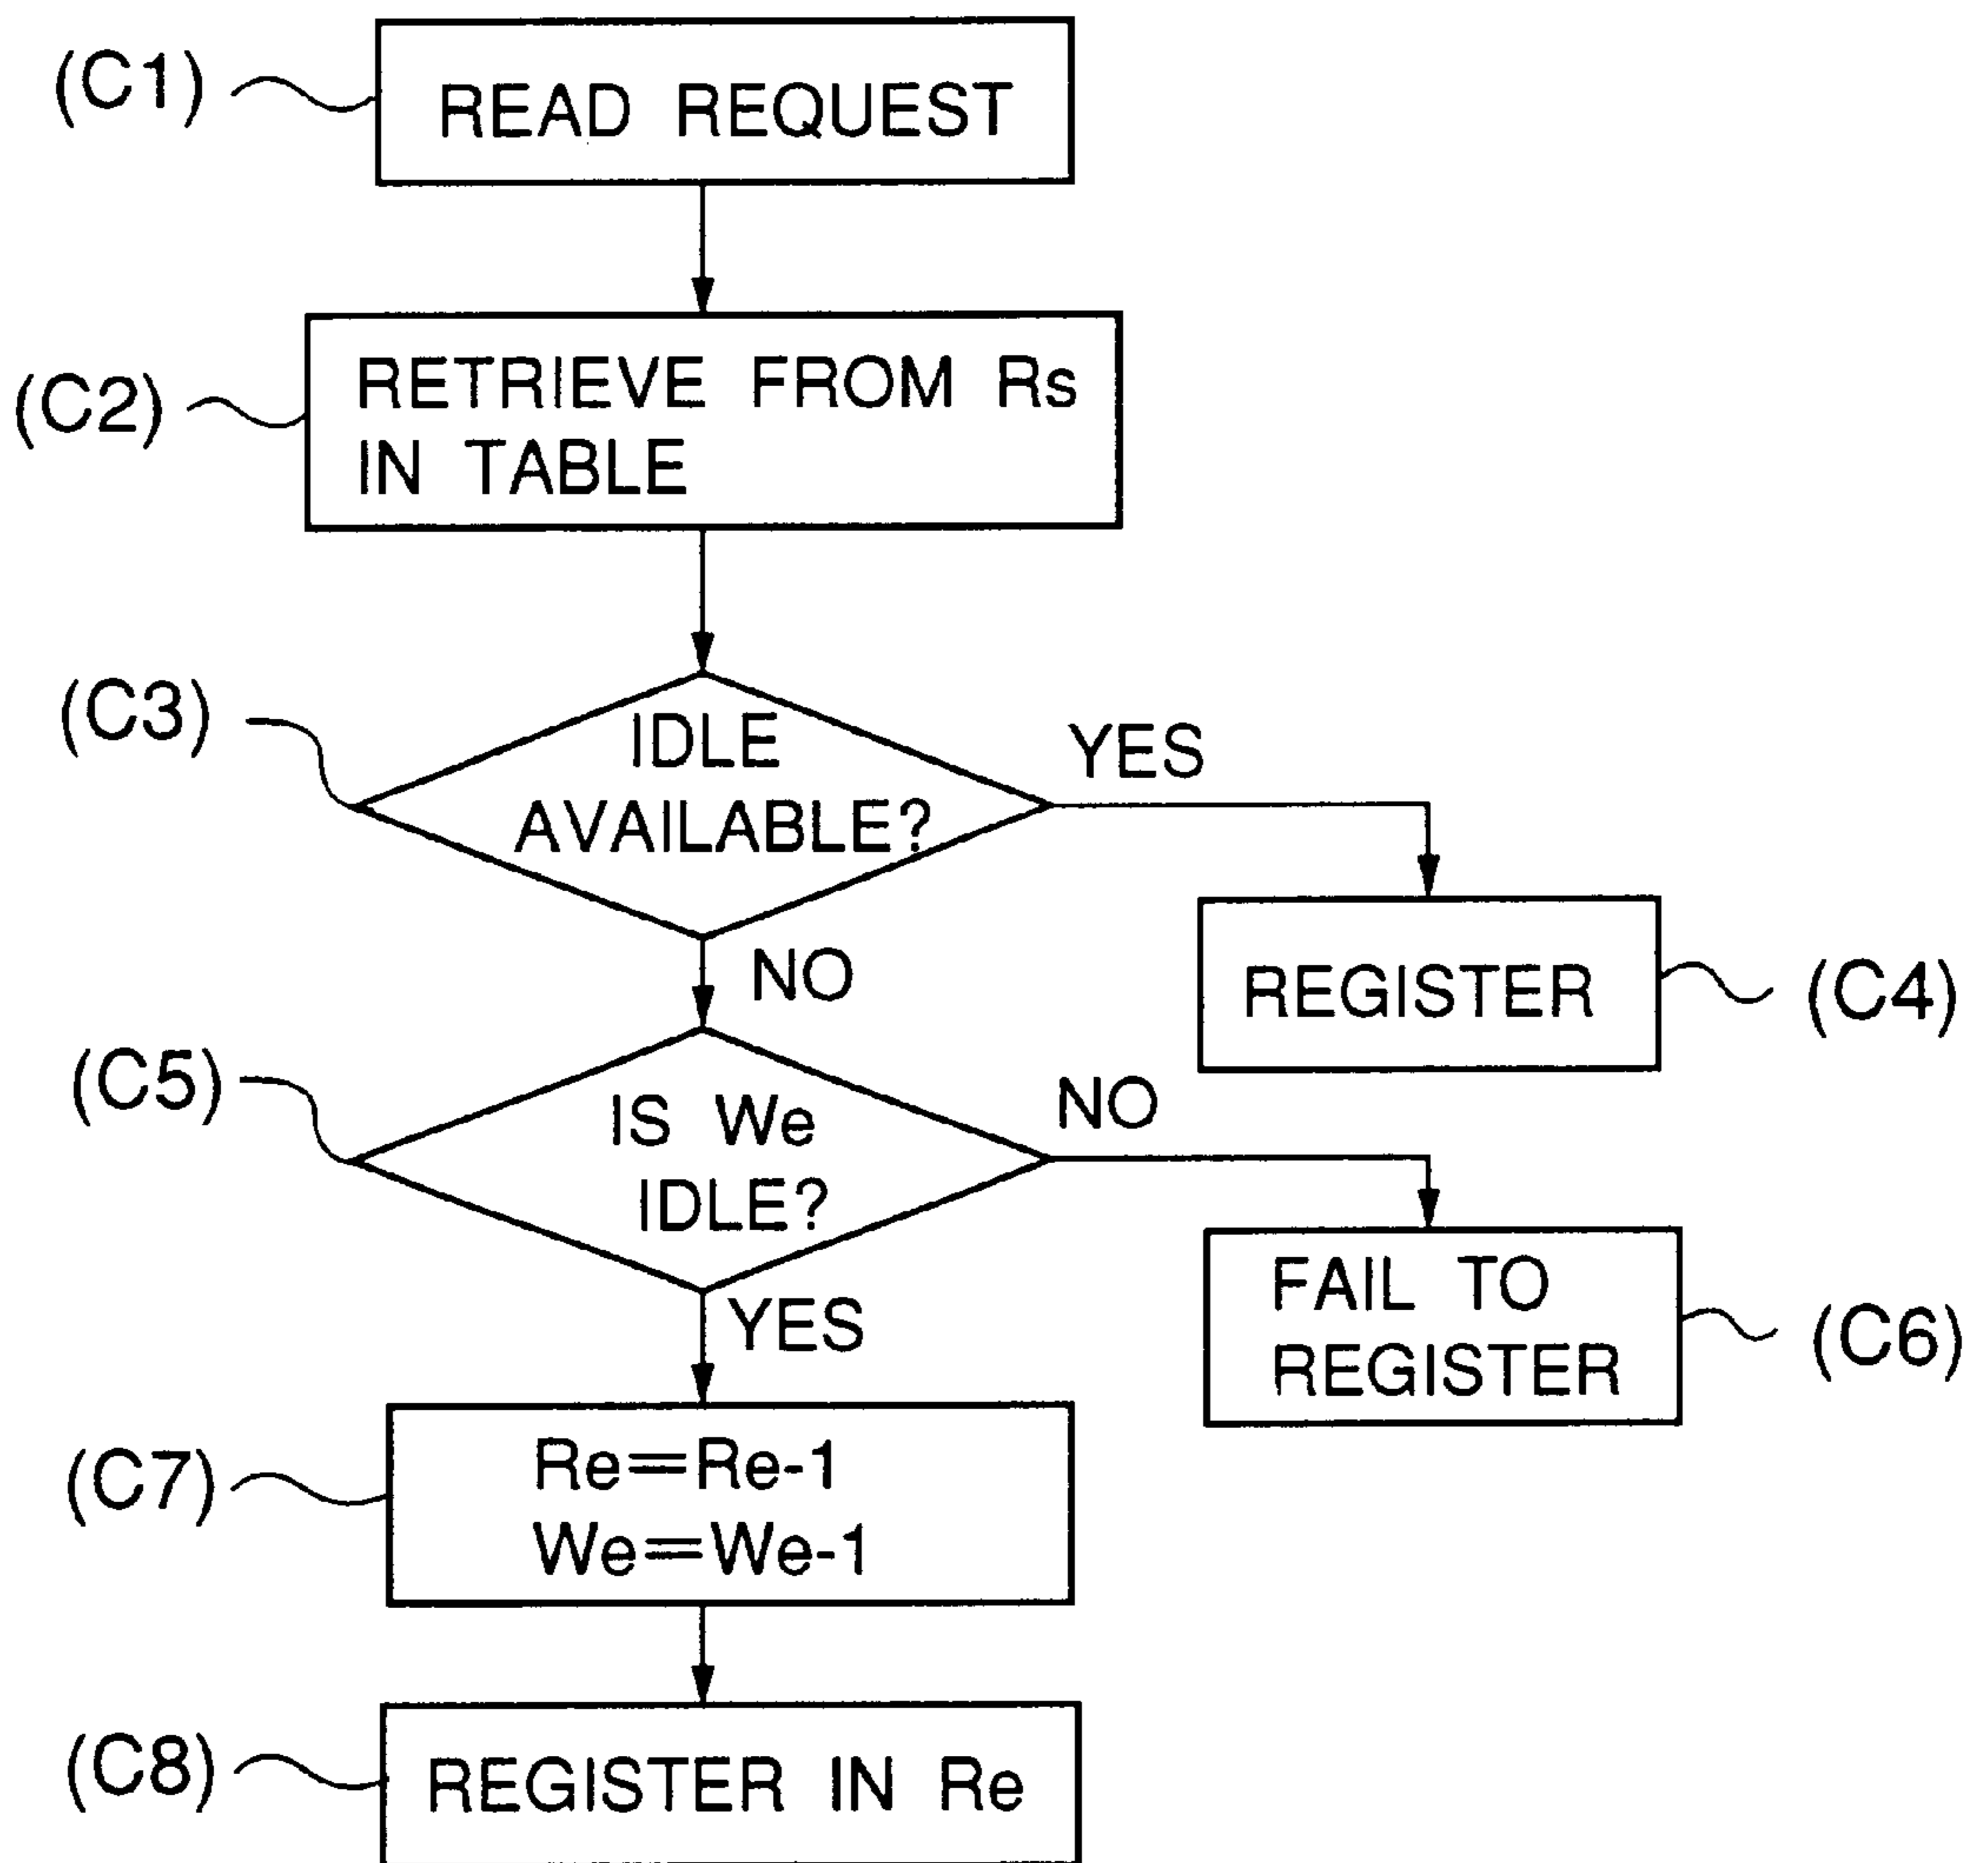 (C1)
READ REQUEST
(C2)
RETRIEVE FROM Rs
IN TABLE
(C3)
IDLE
AVAILABLE?
YES
NO
REGISTER
(C4)
(C5)
IS We
IDLE?
NO
YES
FAIL TO
REGISTER
(C6)
(C7)
Re=Re-1
We=We-1
(C8)
REGISTER IN Re